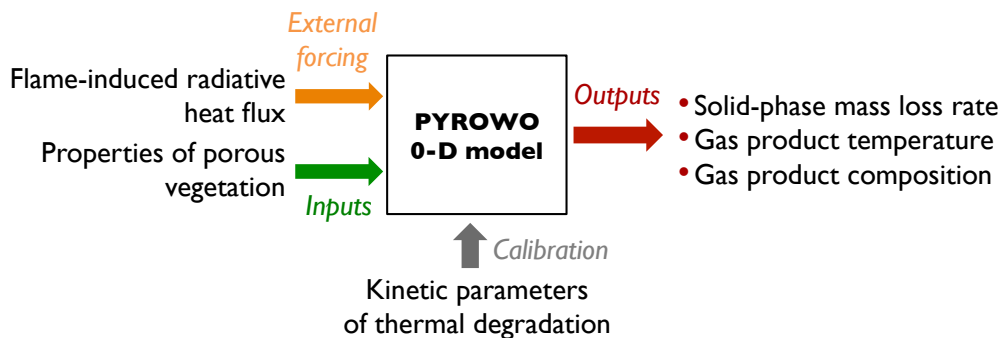 External
forcing
Flame-induced radiative
heat flux
Properties of porous
vegetation
Inputs
PYROWO
0-D model
Outputs
• Solid-phase mass loss rate
• Gas product temperature
• Gas product composition
Calibration
Kinetic parameters
of thermal degradation